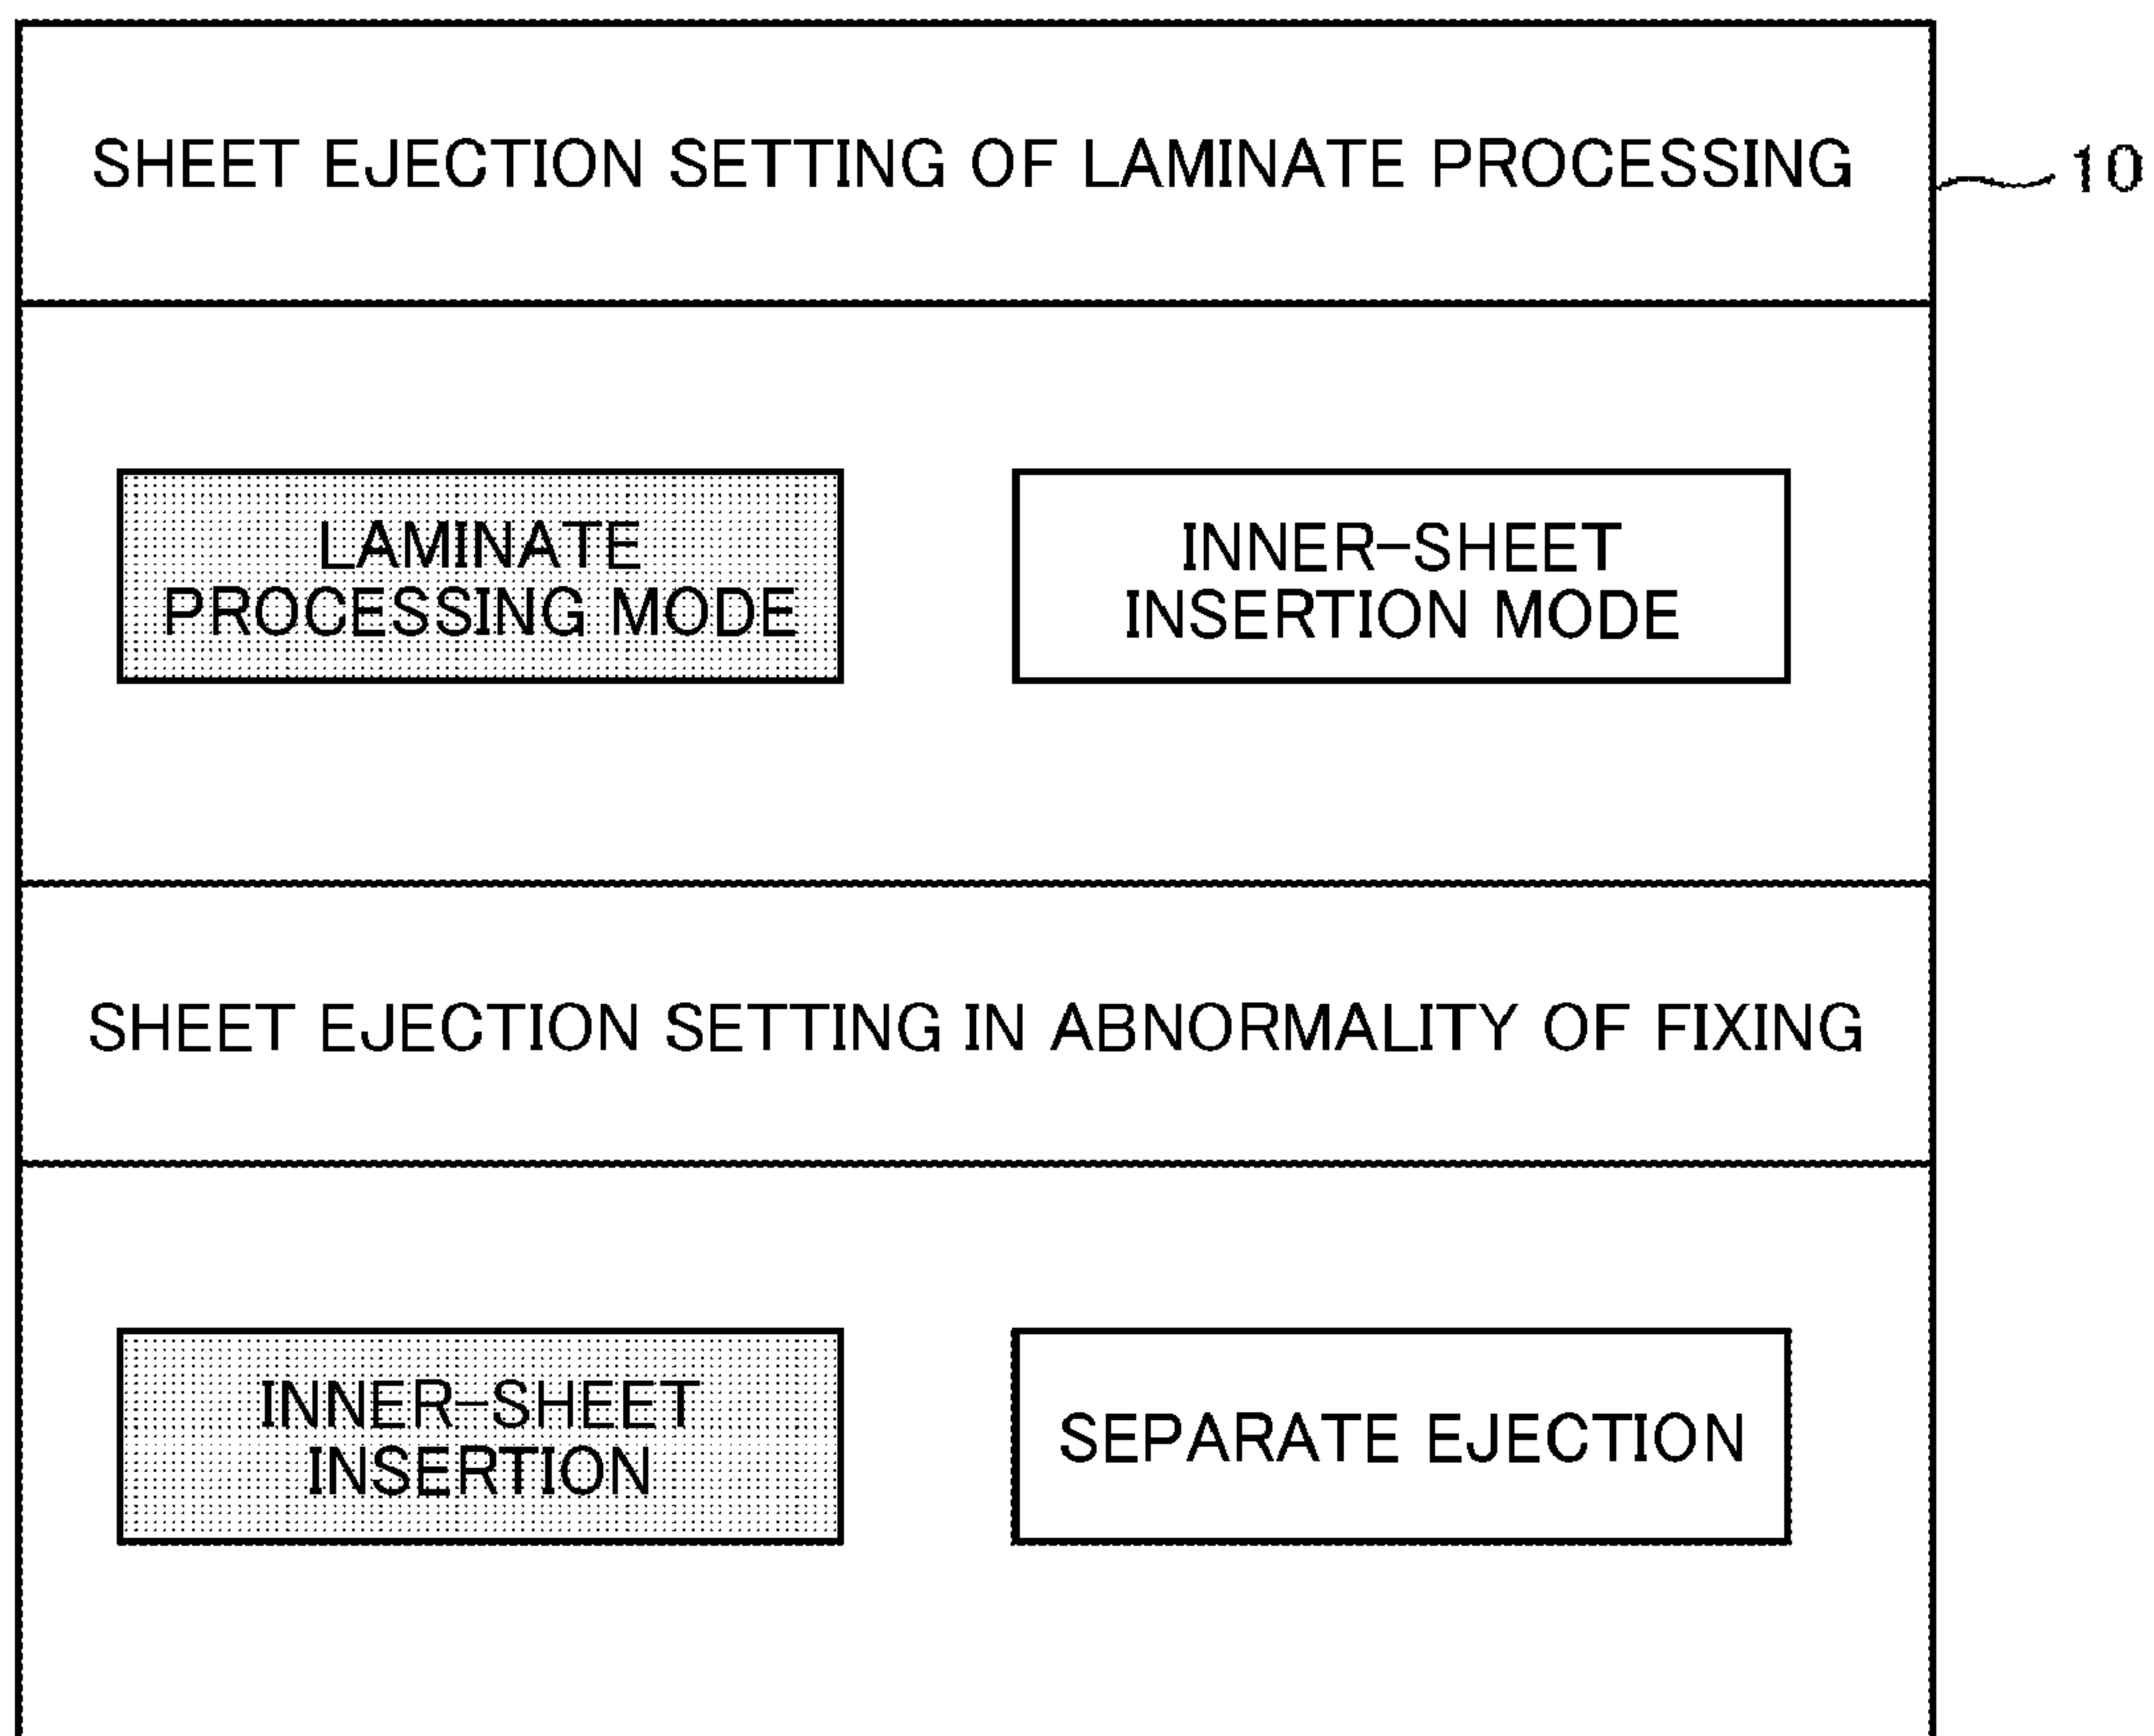 SHEET EJECTION SETTING OF LAMINATE PROCESSING
10
LAMINATE
PROCESSING MODE
INNER-SHEET
INSERTION MODE
SHEET EJECTION SETTING IN ABNORMALITY OF FIXING
INNER-SHEET
INSERTION
SEPARATE EJECTION